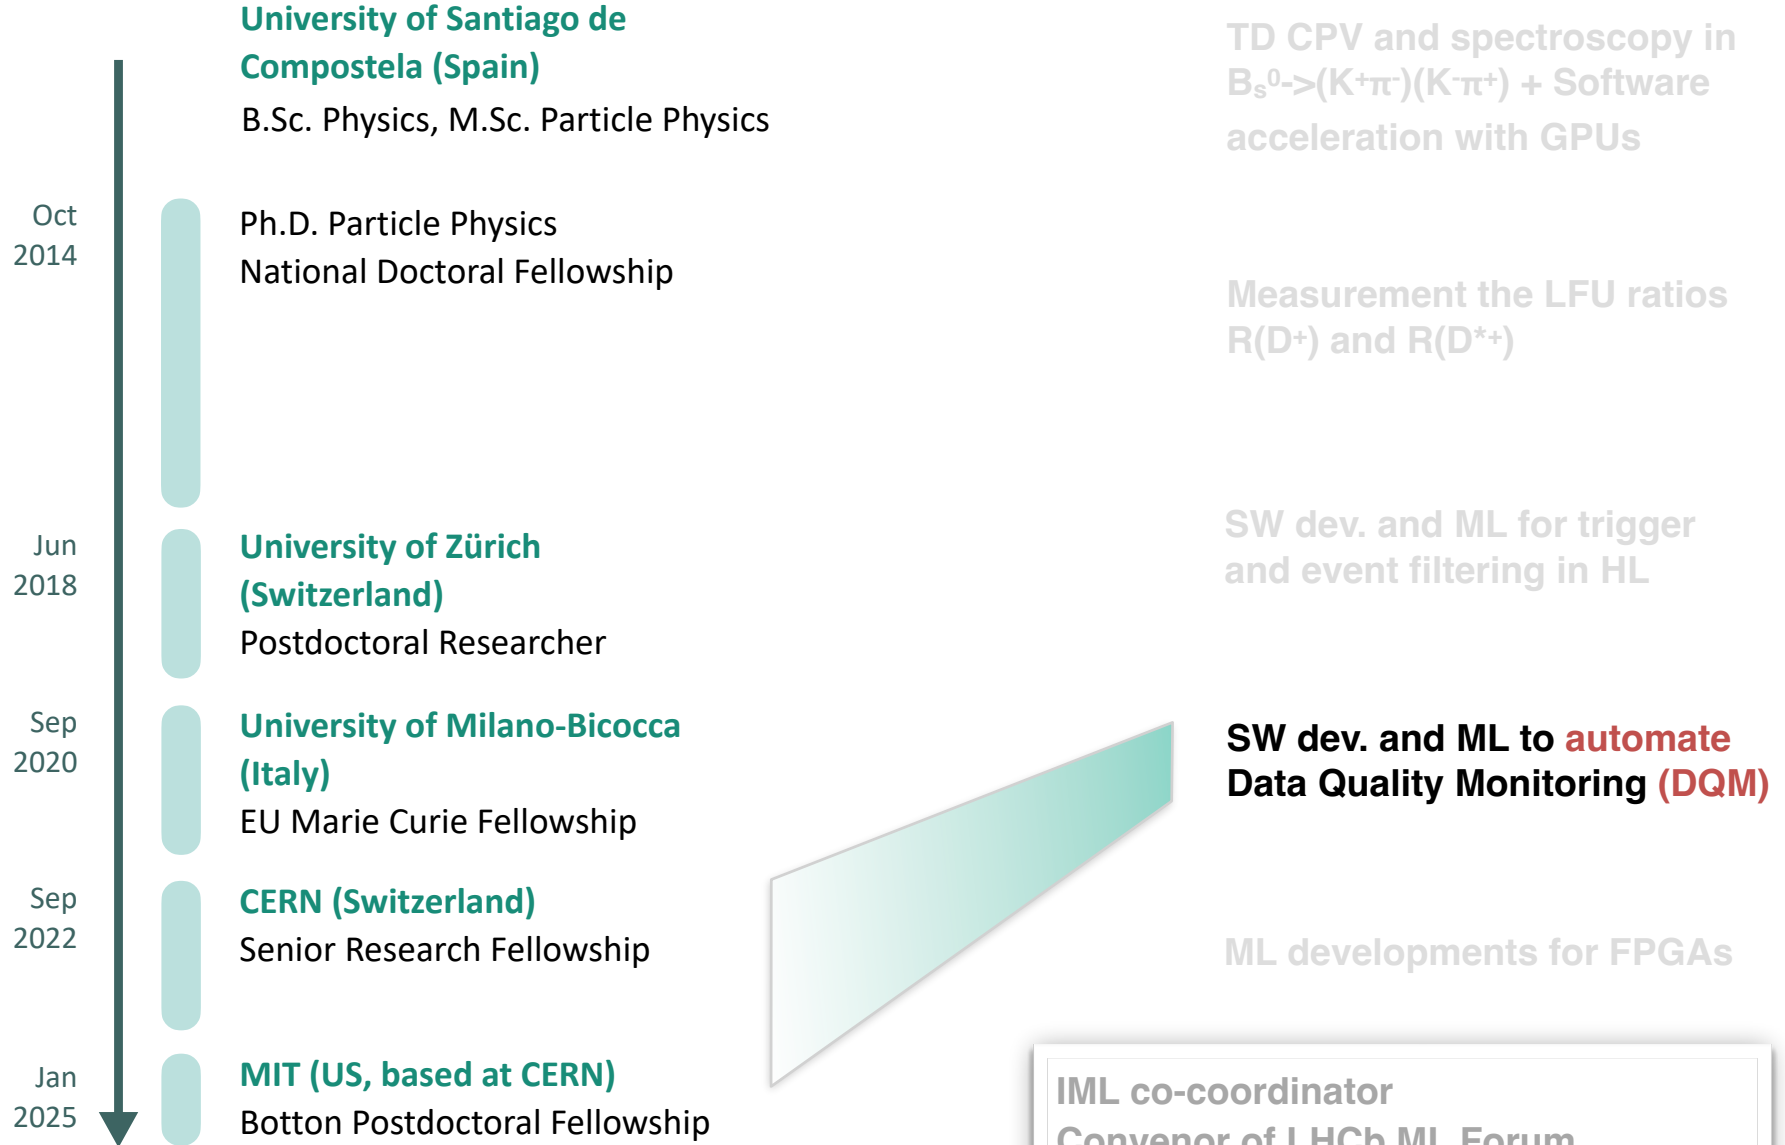 University of Santiago de
Compostela (Spain)
B.Sc. Physics, M.Sc. Particle Physics
Oct
2014
Ph.D. Particle Physics
National Doctoral Fellowship
Jun
2018
University of Zürich
(Switzerland)
Postdoctoral Researcher
Sep
2020
University of Milano-Bicocca
(Italy)
EU Marie Curie Fellowship
Sep
2022
CERN (Switzerland)
Senior Research Fellowship
Jan
2025
MIT (US, based at CERN)
Botton Postdoctoral Fellowship
TD CPV and spectroscopy in
Bₛ⁰->(K⁺π⁻)(K⁻π⁺) + Software
acceleration with GPUs
Measurement the LFU ratios
R(D⁺) and R(D*⁺)
SW dev. and ML for trigger
and event filtering in HL
SW dev. and ML to automate
Data Quality Monitoring (DQM)
ML developments for FPGAs
IML co-coordinator
Convenor of LHCb ML Forum